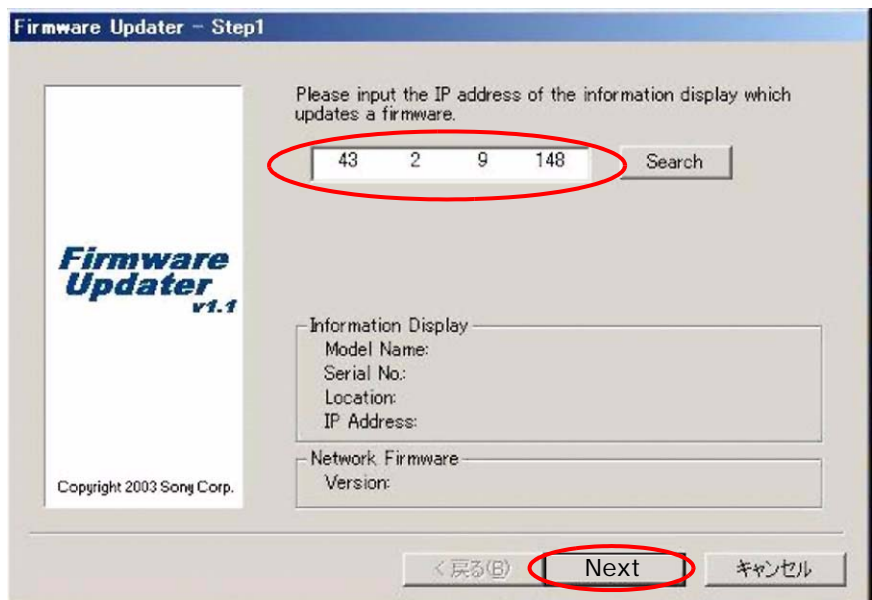 Firmware Updater - Step1
Please input the IP address of the information display which
updates a firmware.
43 2 9 148
Search
Firmware
Updater
v1.1
Information Display
Model Name:
Serial No.:
Location:
IP Address:
Network Firmware
Version:
Copyright 2003 Sony Corp.
< 戻る(B)
Next
キャンセル